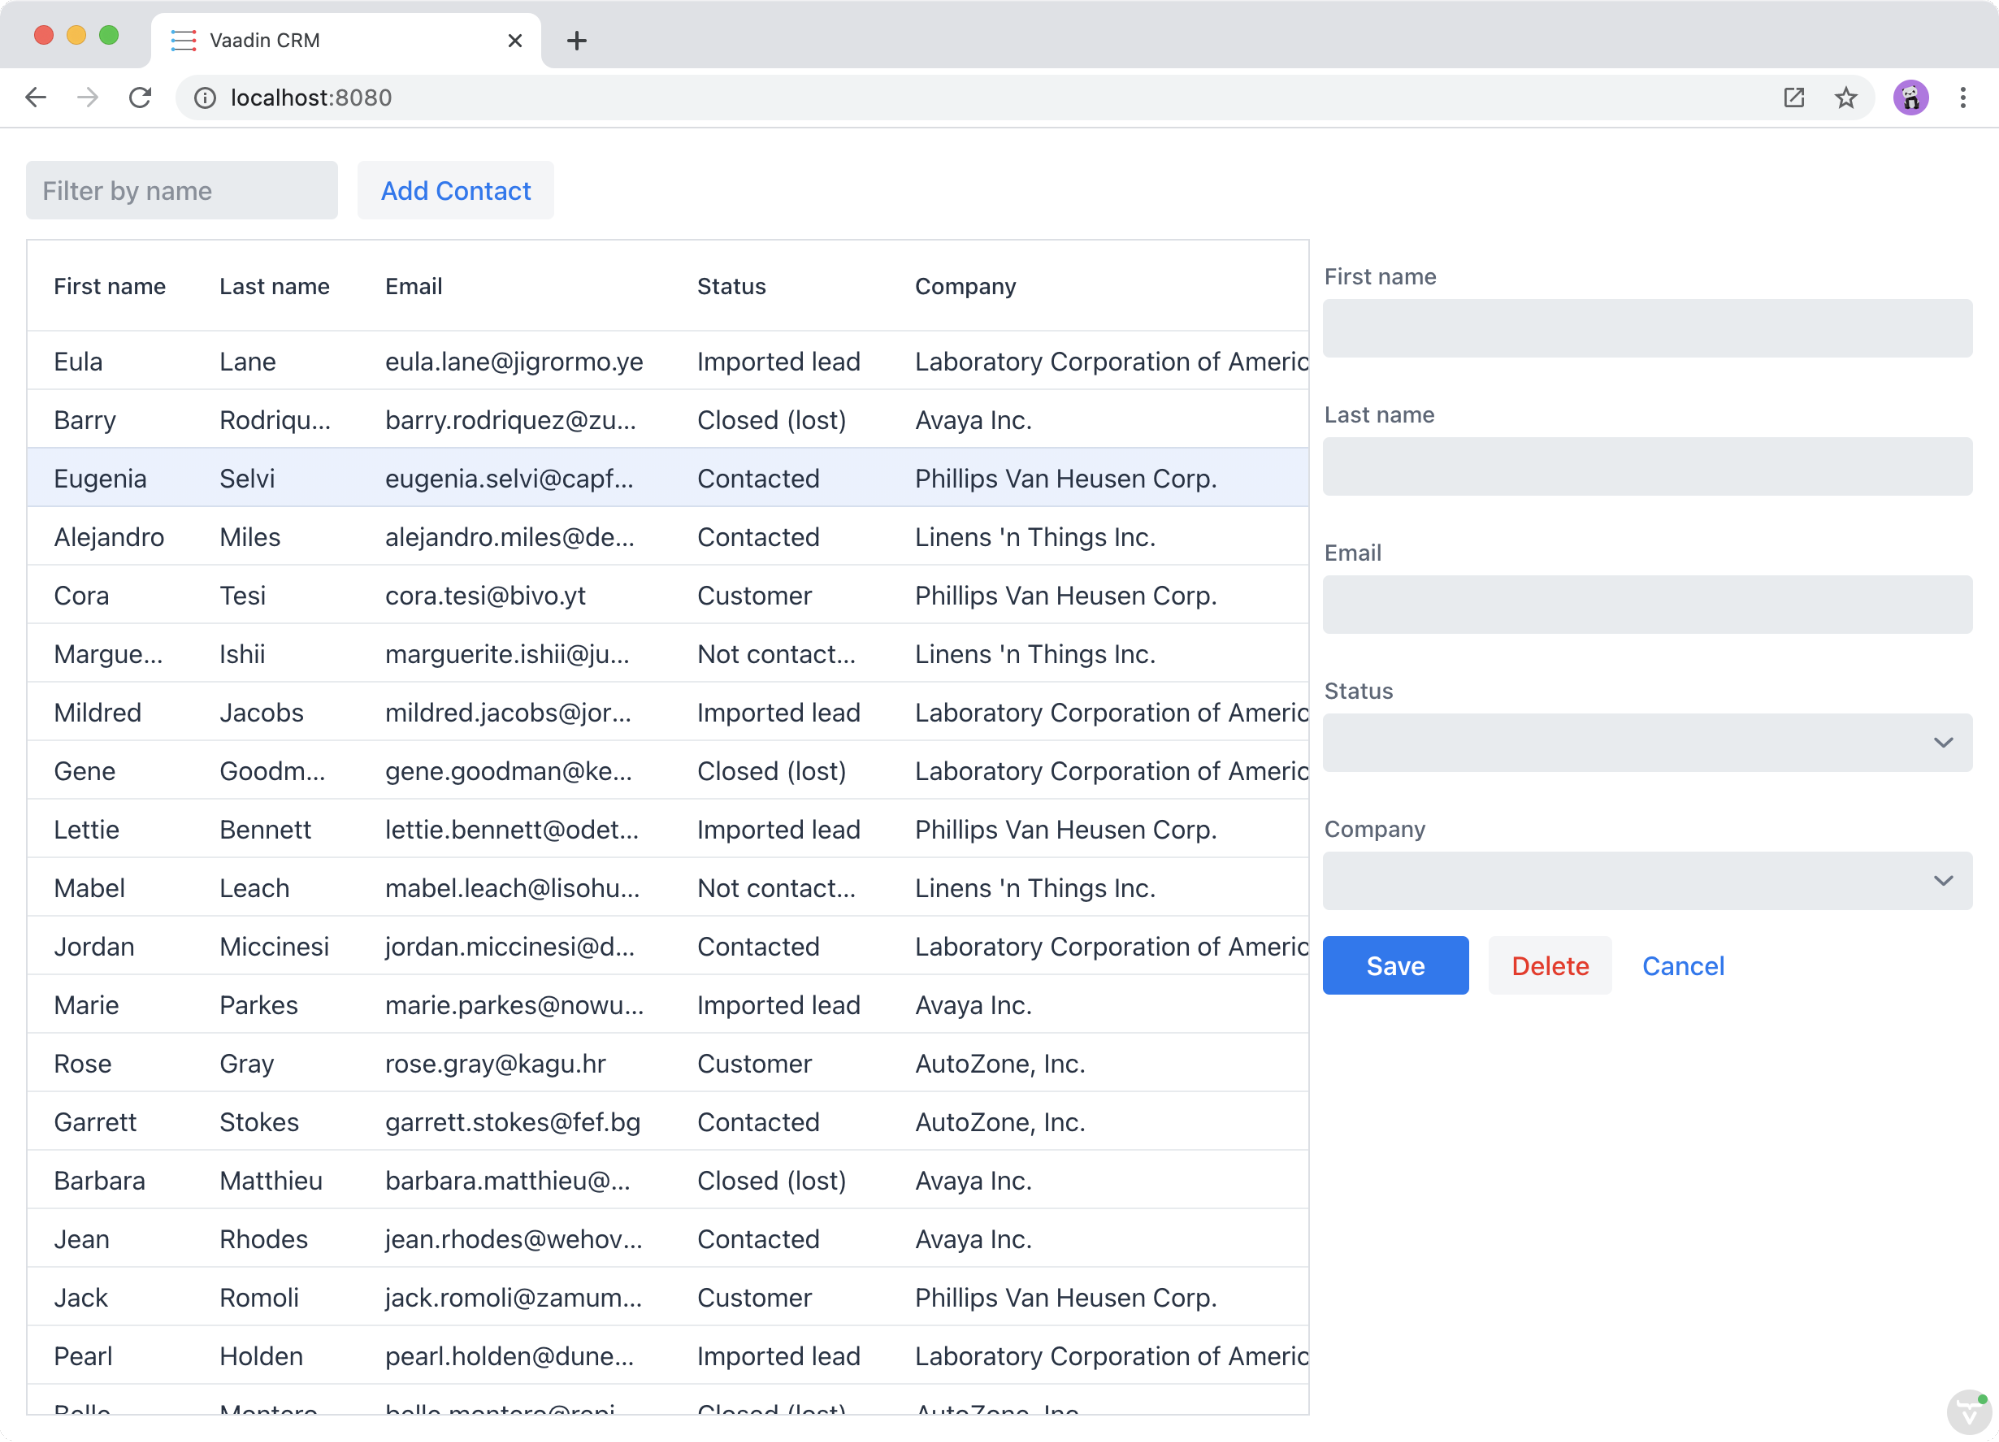 Vaadin CRM
localhost:8080
Filter by name Add Contact
First name Last name Email Status Company
Eula Lane eula.lane@jigrormo.ye Imported lead Laboratory Corporation of Americ
Barry Rodriqu... barry.rodriquez@zu... Closed (lost) Avaya Inc.
Eugenia Selvi eugenia.selvi@capf... Contacted Phillips Van Heusen Corp.
Alejandro Miles alejandro.miles@de... Contacted Linens 'n Things Inc.
Cora Tesi cora.tesi@bivo.yt Customer Phillips Van Heusen Corp.
Margue... Ishii marguerite.ishii@ju... Not contact... Linens 'n Things Inc.
Mildred Jacobs mildred.jacobs@jor... Imported lead Laboratory Corporation of Americ
Gene Goodm... gene.goodman@ke... Closed (lost) Laboratory Corporation of Americ
Lettie Bennett lettie.bennett@odet... Imported lead Phillips Van Heusen Corp.
Mabel Leach mabel.leach@lisohu... Not contact... Linens 'n Things Inc.
Jordan Miccinesi jordan.miccinesi@d... Contacted Laboratory Corporation of Americ
Marie Parkes marie.parkes@nowu... Imported lead Avaya Inc.
Rose Gray rose.gray@kagu.hr Customer AutoZone, Inc.
Garrett Stokes garrett.stokes@fef.bg Contacted AutoZone, Inc.
Barbara Matthieu barbara.matthieu@... Closed (lost) Avaya Inc.
Jean Rhodes jean.rhodes@wehov... Contacted Avaya Inc.
Jack Romoli jack.romoli@zamum... Customer Phillips Van Heusen Corp.
Pearl Holden pearl.holden@dune... Imported lead Laboratory Corporation of Americ
Closed (lost) AutoZone, Inc.
First name
Last name
Email
Status
Company
Save Delete Cancel